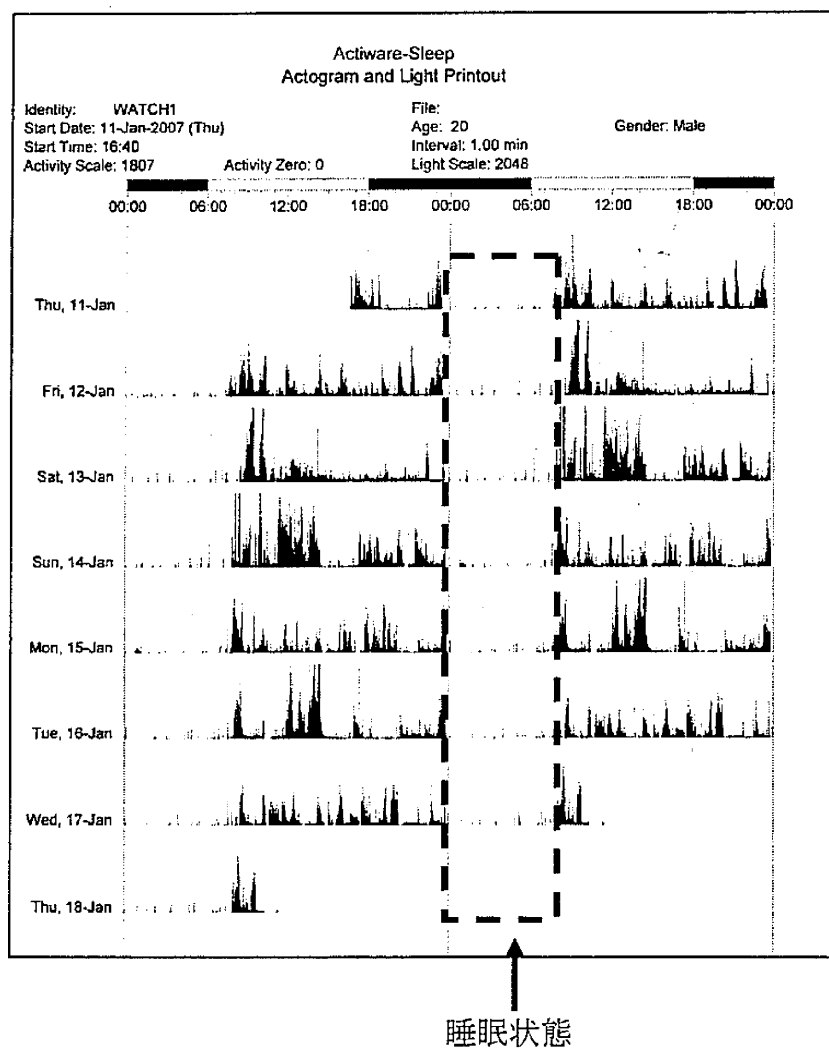 Actiware-Sleep
Actogram and Light Printout
Identity: WATCH1 File:
Start Date: 11-Jan-2007 (Thu) Age: 20 Gender: Male
Start Time: 16:40 Interval: 1.00 min
Activity Scale: 1807 Activity Zero: 0 Light Scale: 2048
00:00 06:00 12:00 18:00 00:00 06:00 12:00 18:00 00:00
Thu, 11-Jan
Fri, 12-Jan
Sat, 13-Jan
Sun, 14-Jan
Mon, 15-Jan
Tue, 16-Jan
Wed, 17-Jan
Thu, 18-Jan
睡眠状態